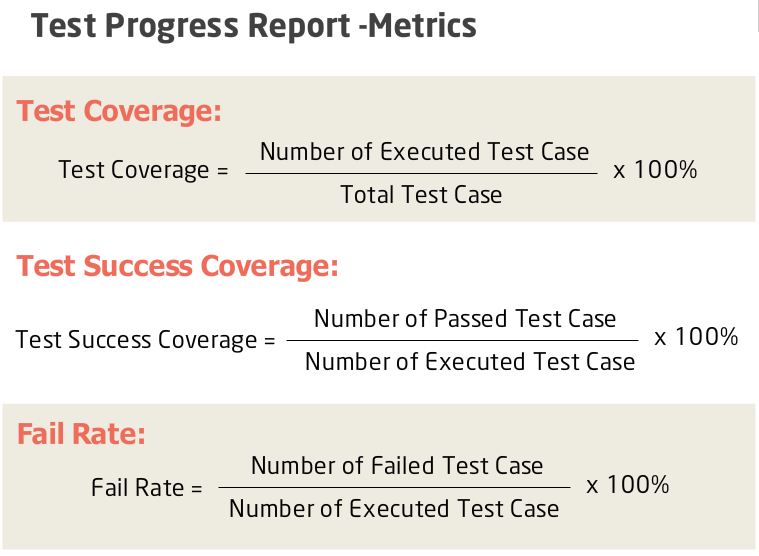 Test Progress Report -Metrics
Test Coverage:
Test Coverage = Number of Executed Test Case x 100%
Total Test Case
Test Success Coverage:
Test Success Coverage = Number of Passed Test Case x 100%
Number of Executed Test Case
Fail Rate:
Fail Rate = Number of Failed Test Case x 100%
Number of Executed Test Case